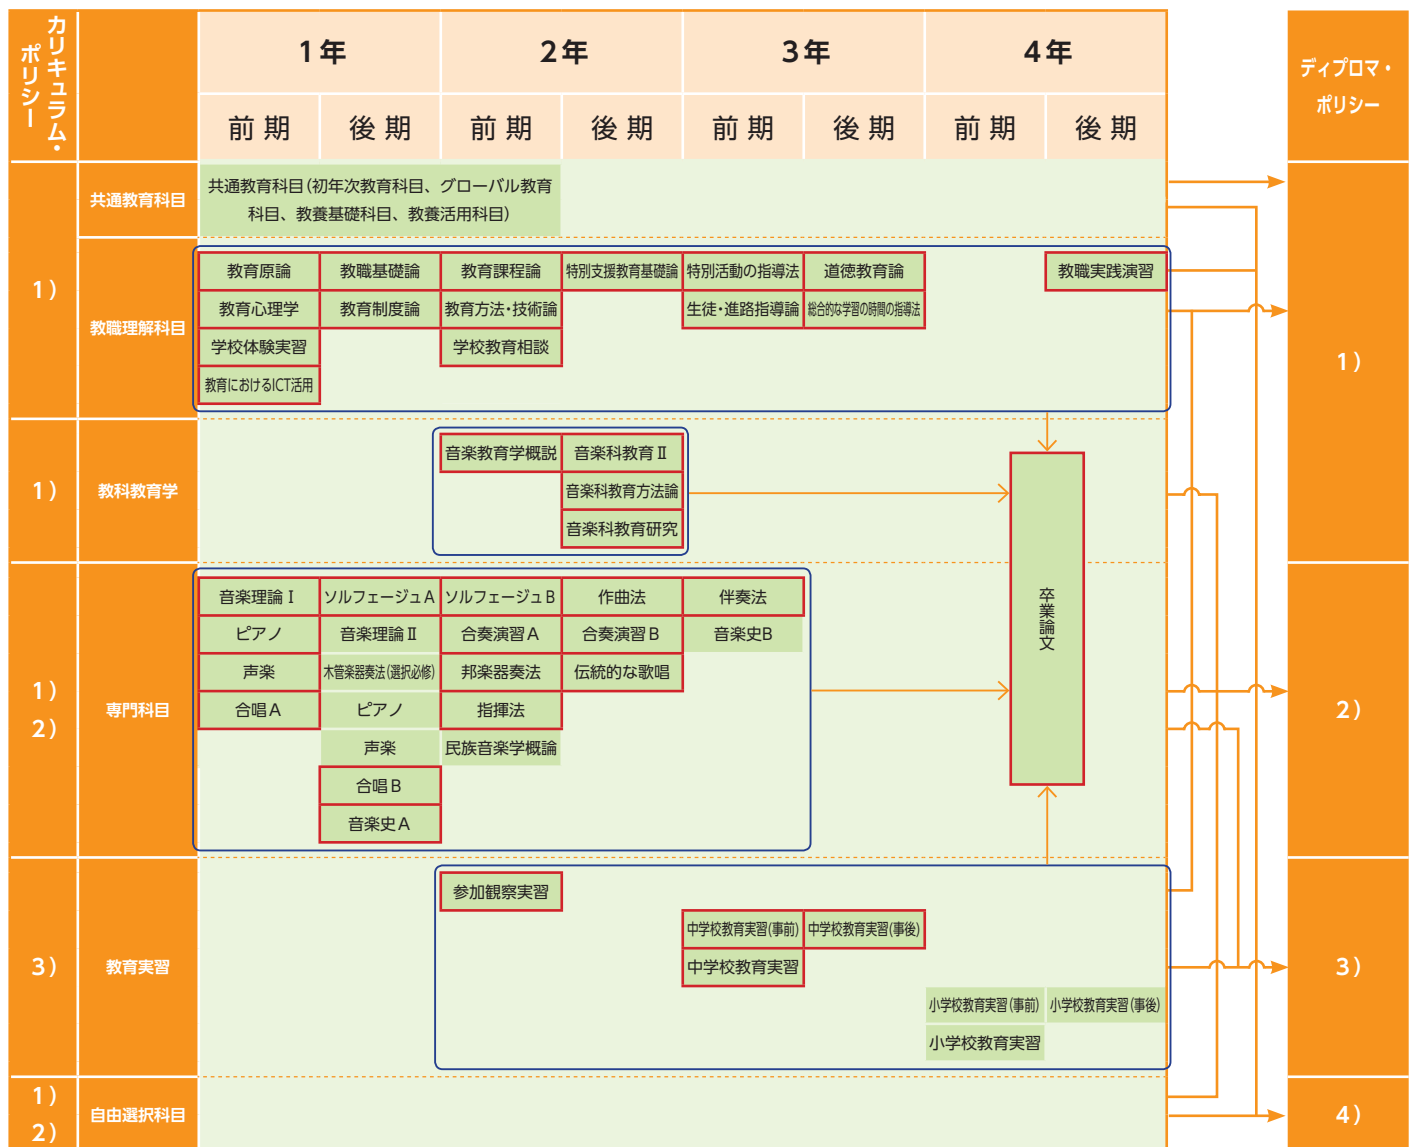 カリキュラム・
ポリシー
1年
2年
3年
4年
ディプロマ・
ポリシー
前期
後期
前期
後期
前期
後期
前期
後期
1)
共通教育科目
共通教育科目(初年次教育科目、グローバル教育
科目、教養基礎科目、教養活用科目)
教職理解科目
教育原論
教職基礎論
教育課程論
特別支援教育基礎論
特別活動の指導法
道徳教育論
教職実践演習
教育心理学
教育制度論
教育方法・技術論
生徒・進路指導論
総合的な学習の時間の指導法
学校体験実習
学校教育相談
教育におけるICT活用
1)
1)
教科教育学
音楽教育学概説
音楽科教育Ⅱ
音楽科教育方法論
音楽科教育研究
卒業論文
1)
2)
専門科目
音楽理論Ⅰ
ソルフェージュA
ソルフェージュB
作曲法
伴奏法
ピアノ
音楽理論Ⅱ
合奏演習A
合奏演習B
音楽史B
声楽
木管楽器奏法(選択必修)
邦楽器奏法
伝統的な歌唱
合唱A
ピアノ
指揮法
声楽
民族音楽学概論
合唱B
音楽史A
2)
3)
教育実習
参加観察実習
中学校教育実習(事前)
中学校教育実習(事後)
中学校教育実習
小学校教育実習(事前)
小学校教育実習(事後)
小学校教育実習
3)
1)
2)
自由選択科目
4)